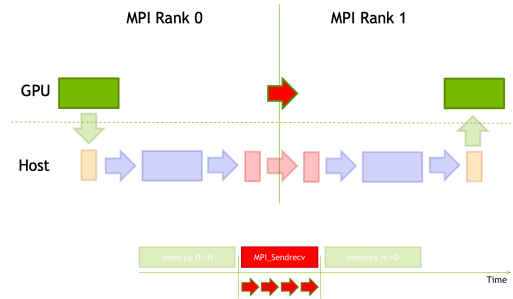 MPI Rank 0
MPI Rank 1
GPU
Host
memcpy D->H
MPI_Sendrecv
memcpy H->D
Time